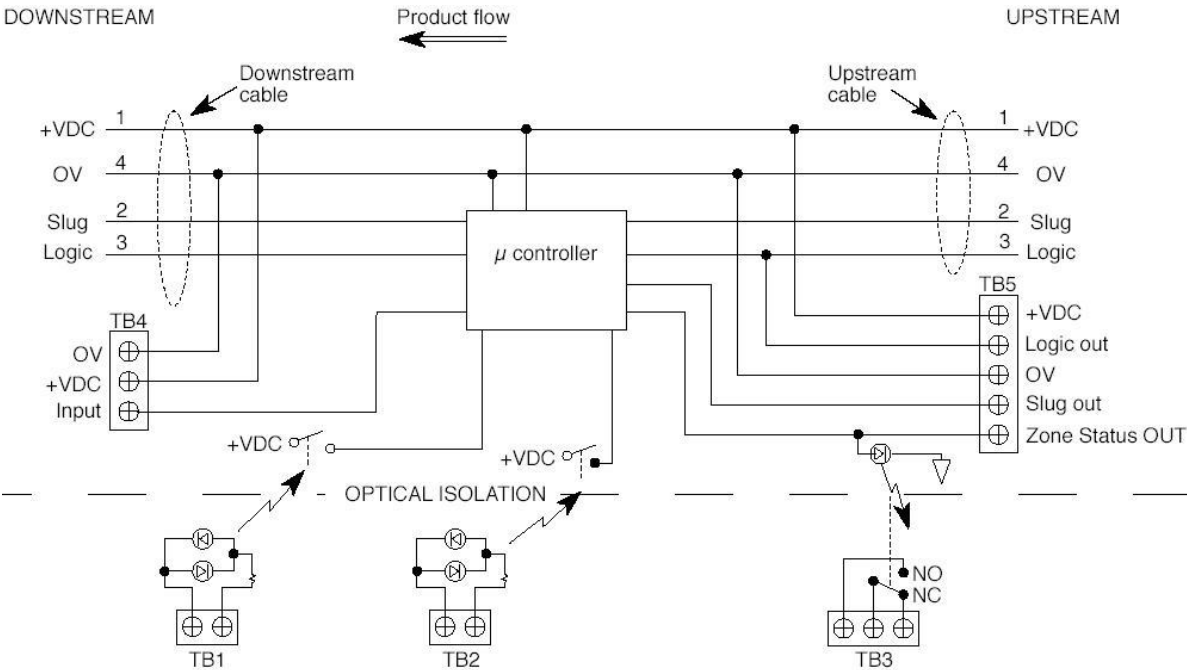 DOWNSTREAM
Product flow
UPSTREAM
Downstream
cable
Upstream
cable
+VDC 1
1 +VDC
OV 4
4 OV
Slug 2
2 Slug
Logic 3
3 Logic
μ controller
TB4
OV
+VDC
Input
TB5
+VDC
Logic out
OV
Slug out
Zone Status OUT
+VDC
+VDC
OPTICAL ISOLATION
NO
NC
TB1
TB2
TB3